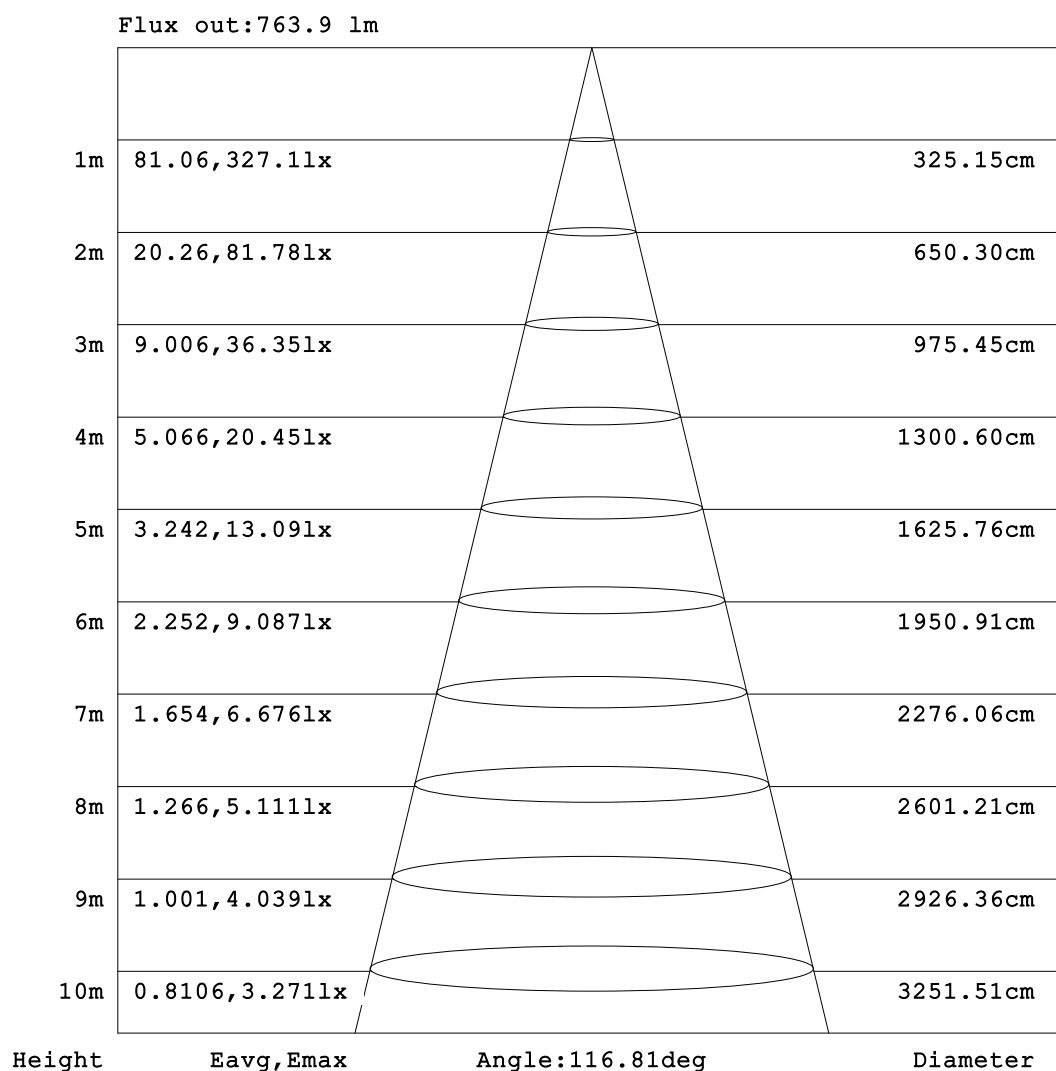 Flux out:763.9 lm
1m 81.06,327.1lx 325.15cm
2m 20.26,81.78lx 650.30cm
3m 9.006,36.35lx 975.45cm
4m 5.066,20.45lx 1300.60cm
5m 3.242,13.09lx 1625.76cm
6m 2.252,9.087lx 1950.91cm
7m 1.654,6.676lx 2276.06cm
8m 1.266,5.111lx 2601.21cm
9m 1.001,4.039lx 2926.36cm
10m 0.8106,3.271lx 3251.51cm
Height Eavg,Emax Angle:116.81deg Diameter